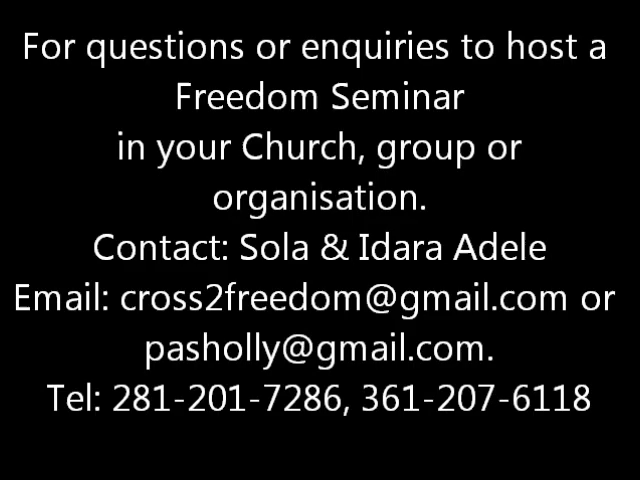 For questions or enquiries to host a
Freedom Seminar
in your Church, group or
organisation.
Contact: Sola & Idara Adele
Email: cross2freedom@gmail.com or
pasholly@gmail.com.
Tel: 281-201-7286, 361-207-6118